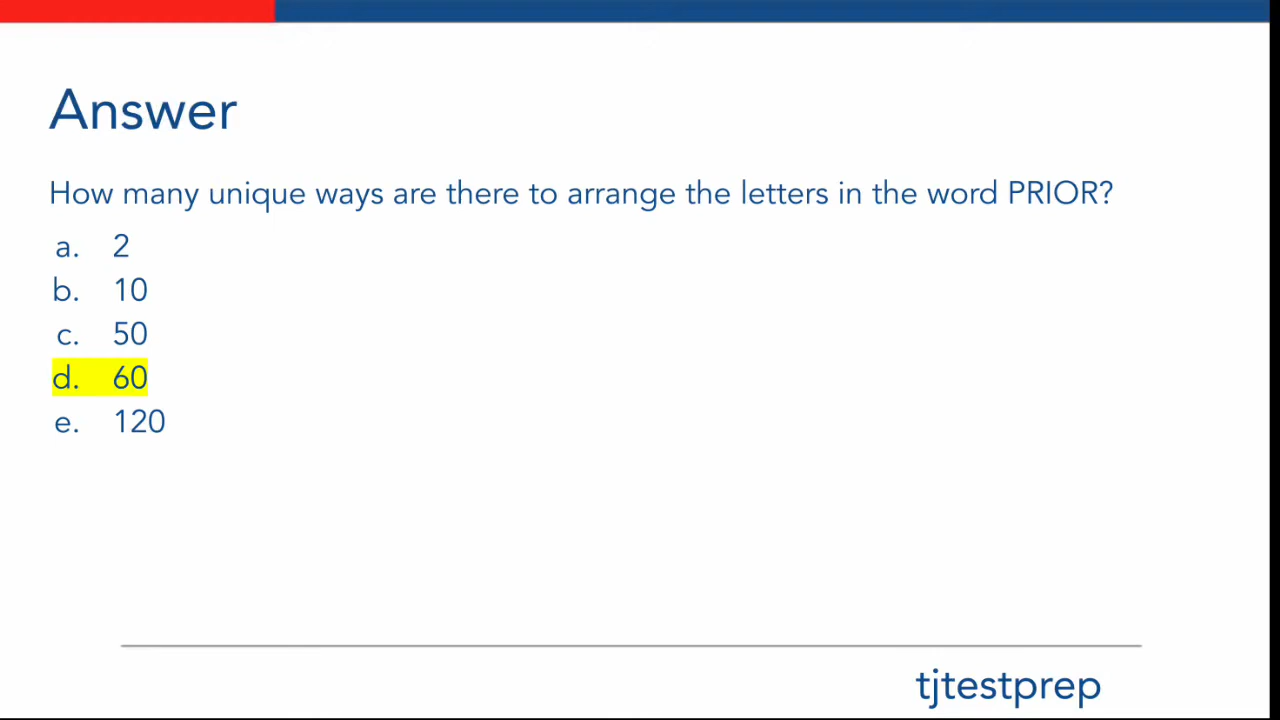 Answer
How many unique ways are there to arrange the letters in the word PRIOR?
a. 2
b. 10
c. 50
d. 60
e. 120
tjtestprep